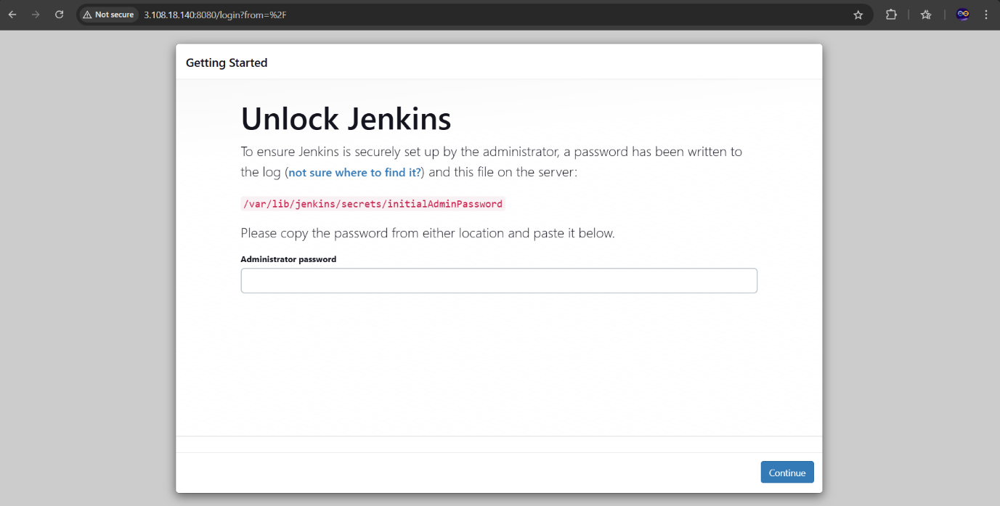 Not secure 3.108.18.140:8080/login?from=%2F
Getting Started
Unlock Jenkins
To ensure Jenkins is securely set up by the administrator, a password has been written to
the log (not sure where to find it?) and this file on the server:
/var/lib/jenkins/secrets/initialAdminPassword
Please copy the password from either location and paste it below.
Administrator password
Continue